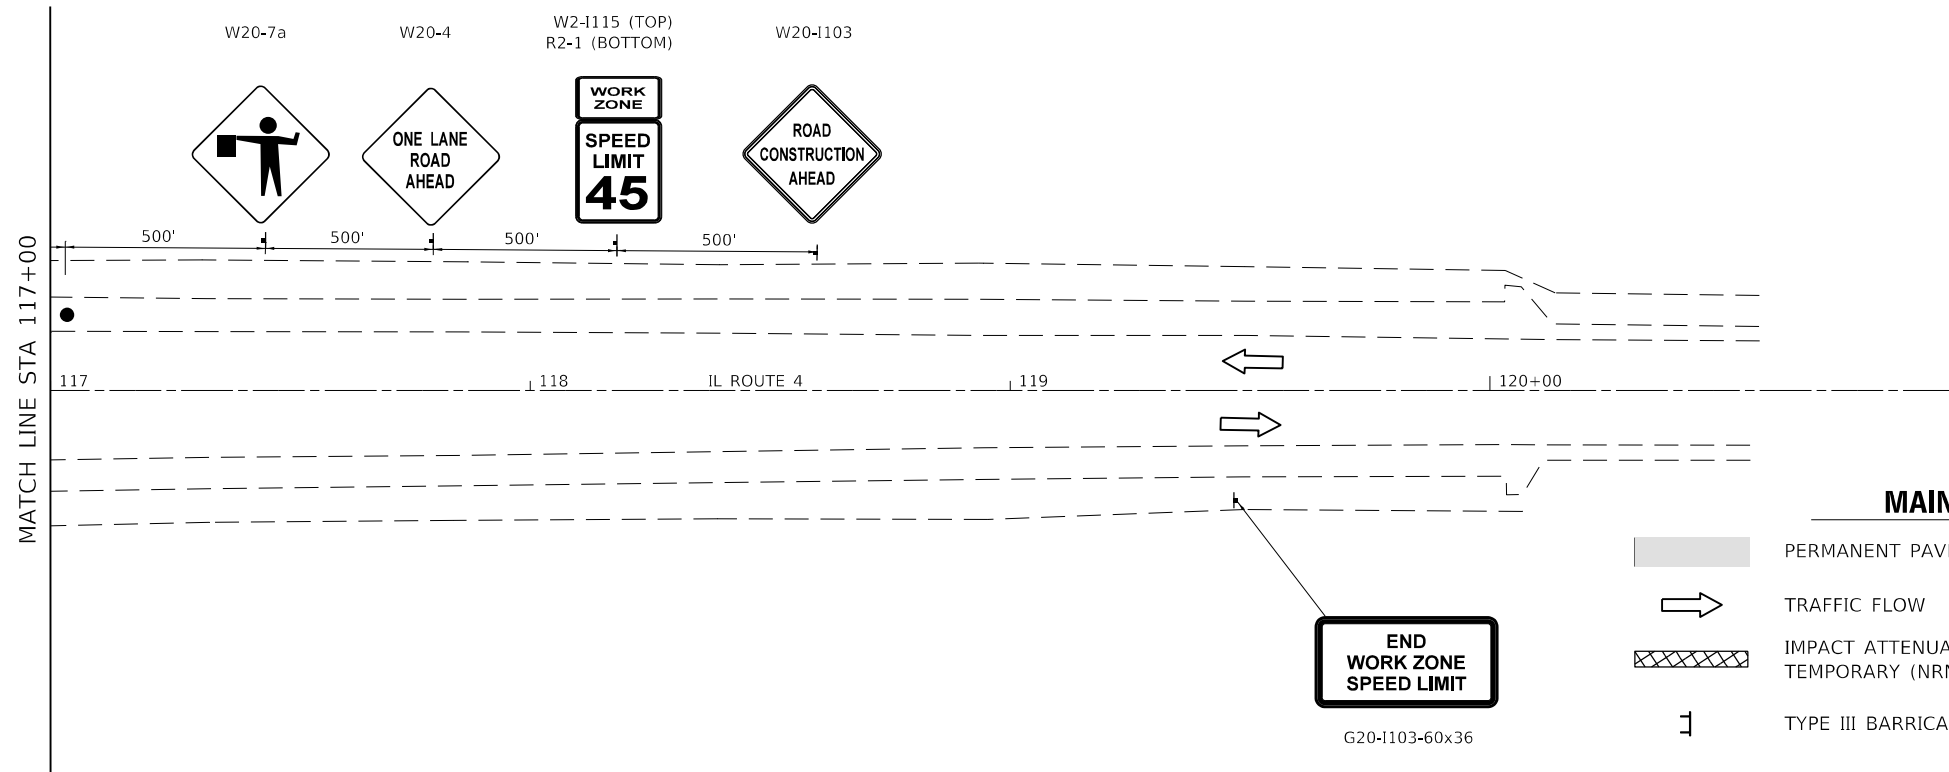 W20-7a
W20-4
W2-I115 (TOP)
R2-1 (BOTTOM)
W20-I103
WORK
ZONE
SPEED
LIMIT
45
ONE LANE
ROAD
AHEAD
ROAD
CONSTRUCTION
AHEAD
500'
500'
500'
500'
MATCH LINE STA 117+00
117
118
IL ROUTE 4
119
120+00
END
WORK ZONE
SPEED LIMIT
G20-I103-60x36
MAIN
PERMANENT PAV
TRAFFIC FLOW
IMPACT ATTENUA
TEMPORARY (NR
TYPE III BARRICA